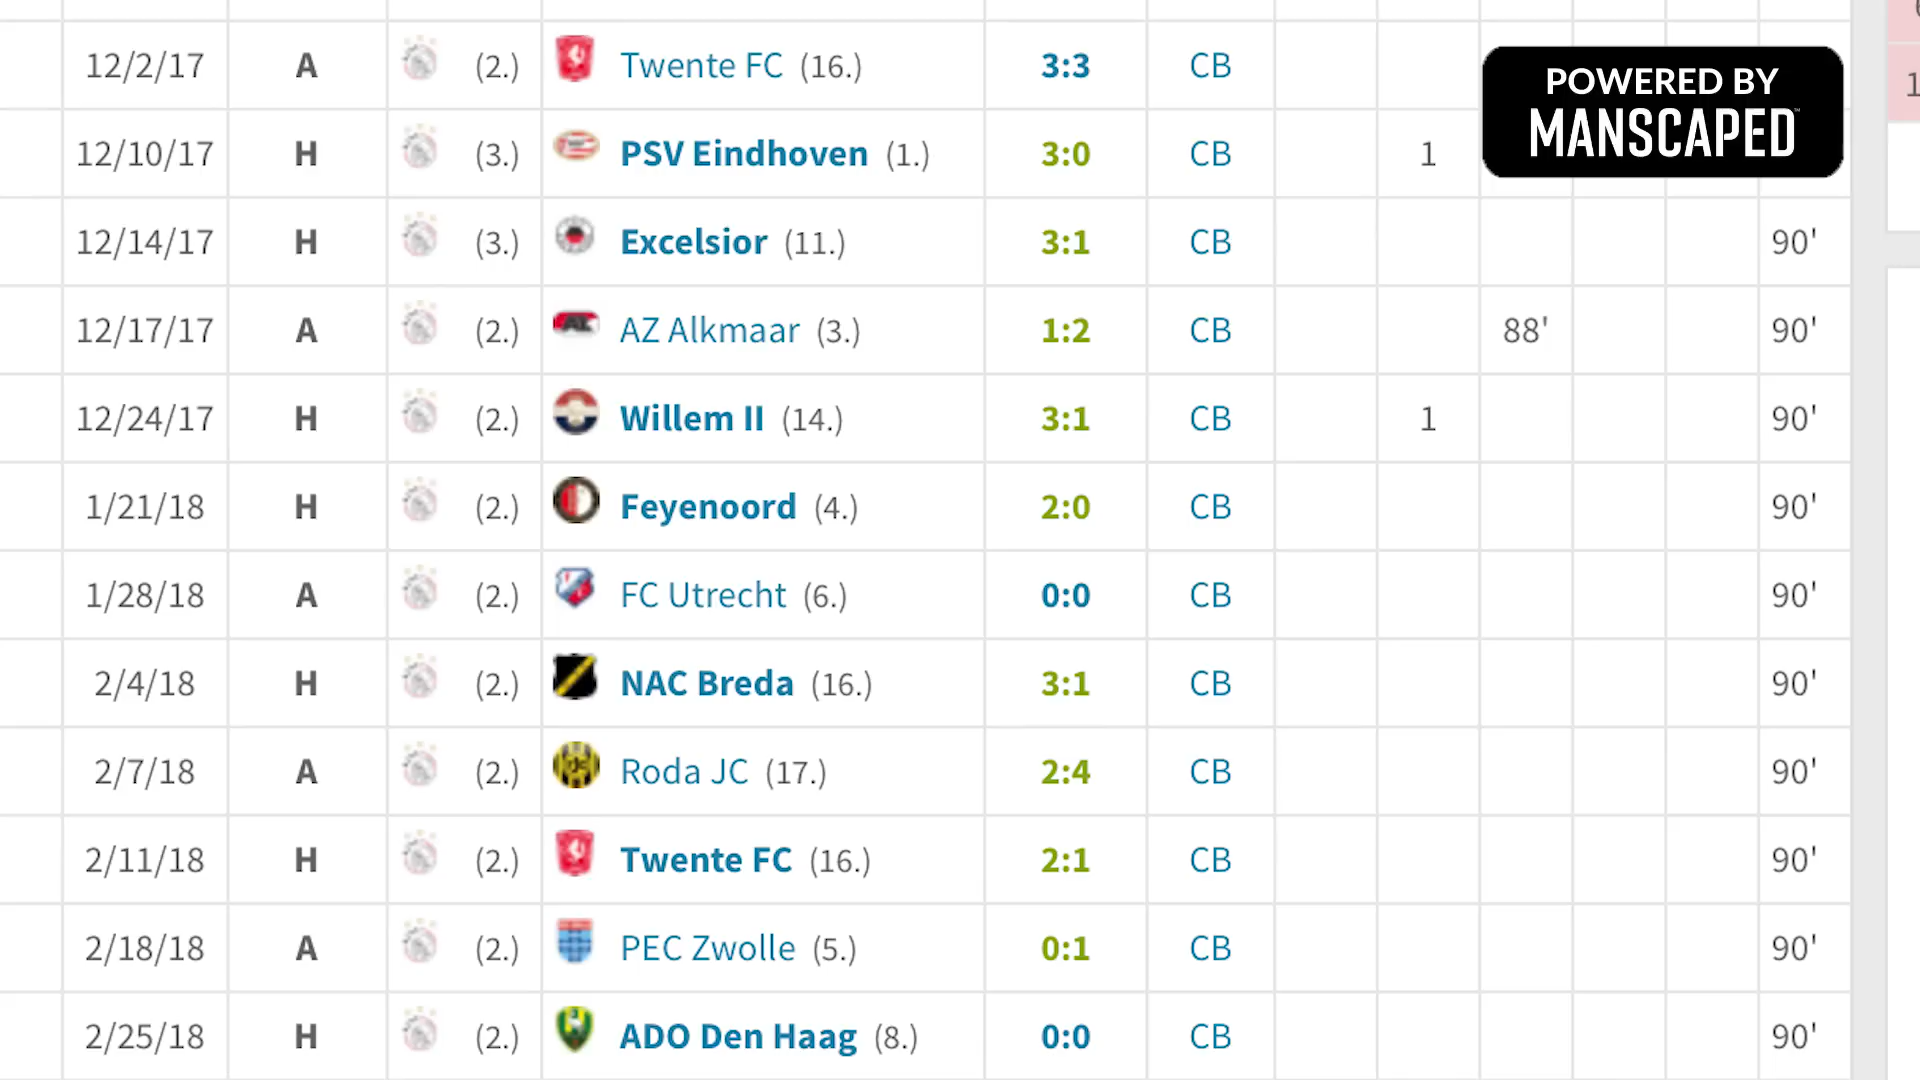 12/2/17 A (2.) Twente FC (16.) 3:3 CB
12/10/17 H (3.) PSV Eindhoven (1.) 3:0 CB 1
12/14/17 H (3.) Excelsior (11.) 3:1 CB 90'
12/17/17 A (2.) AZ Alkmaar (3.) 1:2 CB 88' 90'
12/24/17 H (2.) Willem II (14.) 3:1 CB 1 90'
1/21/18 H (2.) Feyenoord (4.) 2:0 CB 90'
1/28/18 A (2.) FC Utrecht (6.) 0:0 CB 90'
2/4/18 H (2.) NAC Breda (16.) 3:1 CB 90'
2/7/18 A (2.) Roda JC (17.) 2:4 CB 90'
2/11/18 H (2.) Twente FC (16.) 2:1 CB 90'
2/18/18 A (2.) PEC Zwolle (5.) 0:1 CB 90'
2/25/18 H (2.) ADO Den Haag (8.) 0:0 CB 90'
POWERED BY
MANSCAPED™